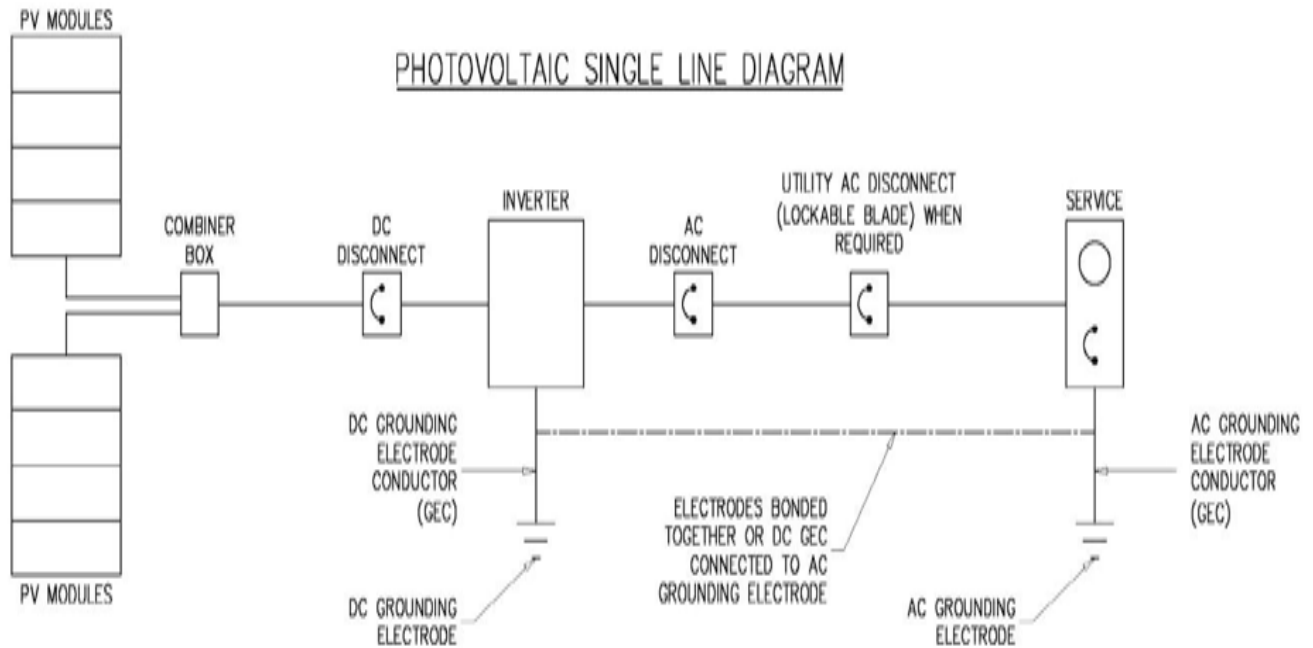 PV MODULES
PHOTOVOLTAIC SINGLE LINE DIAGRAM
COMBINER
BOX
DC
DISCONNECT
INVERTER
AC
DISCONNECT
UTILITY AC DISCONNECT
(LOCKABLE BLADE) WHEN
REQUIRED
SERVICE
DC GROUNDING
ELECTRODE
CONDUCTOR
(GEC)
ELECTRODES BONDED
TOGETHER OR DC GEC
CONNECTED TO AC
GROUNDING ELECTRODE
AC GROUNDING
ELECTRODE
CONDUCTOR
(GEC)
PV MODULES
DC GROUNDING
ELECTRODE
AC GROUNDING
ELECTRODE